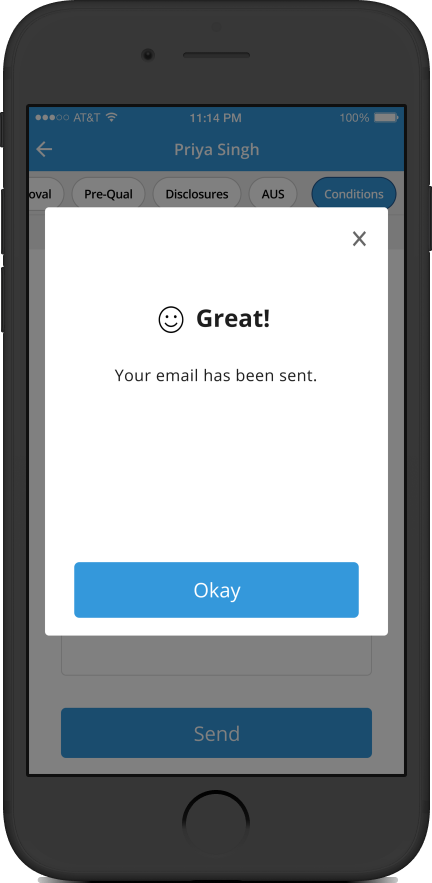 AT&T 11:14 PM 100%
Priya Singh
oval Pre-Qual Disclosures AUS Conditions
Great!
Your email has been sent.
Okay
Send